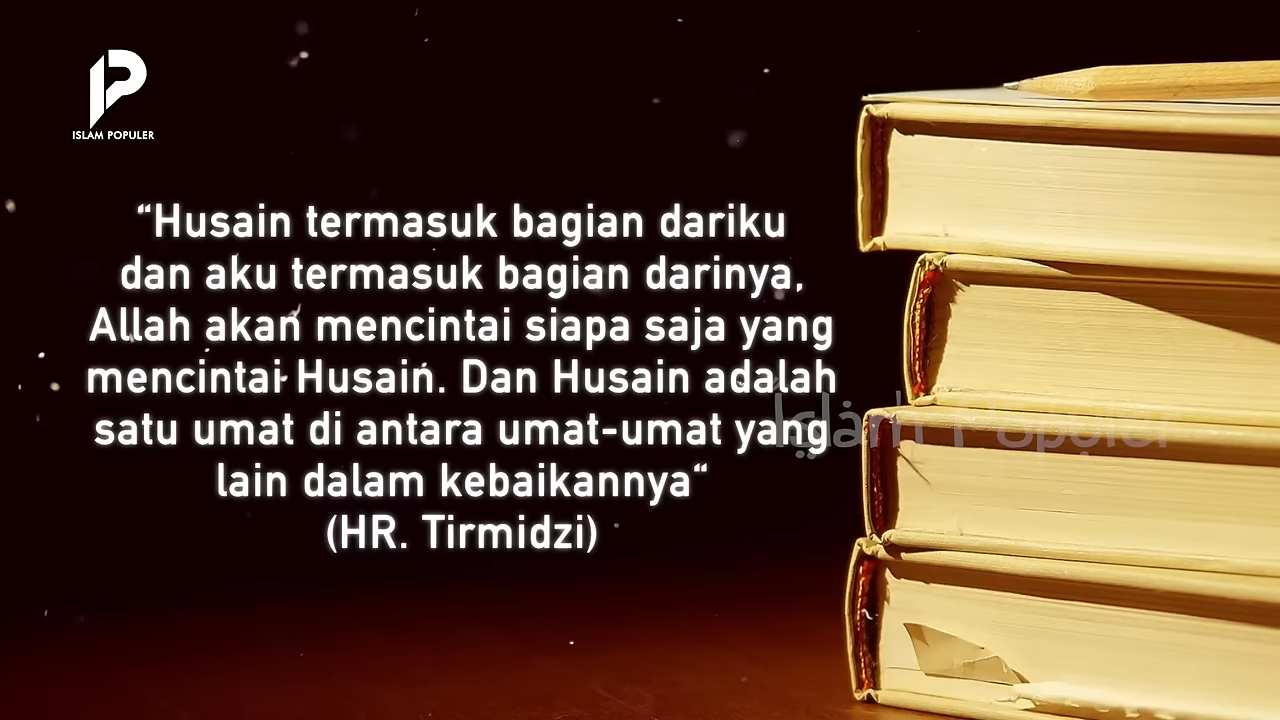 ISLAM POPULER
“Husain termasuk bagian dariku
dan aku termasuk bagian darinya,
Allah akan mencintai siapa saja yang
mencintai Husain. Dan Husain adalah
satu umat di antara umat-umat yang
lain dalam kebaikannya“
(HR. Tirmidzi)
Islam Populer